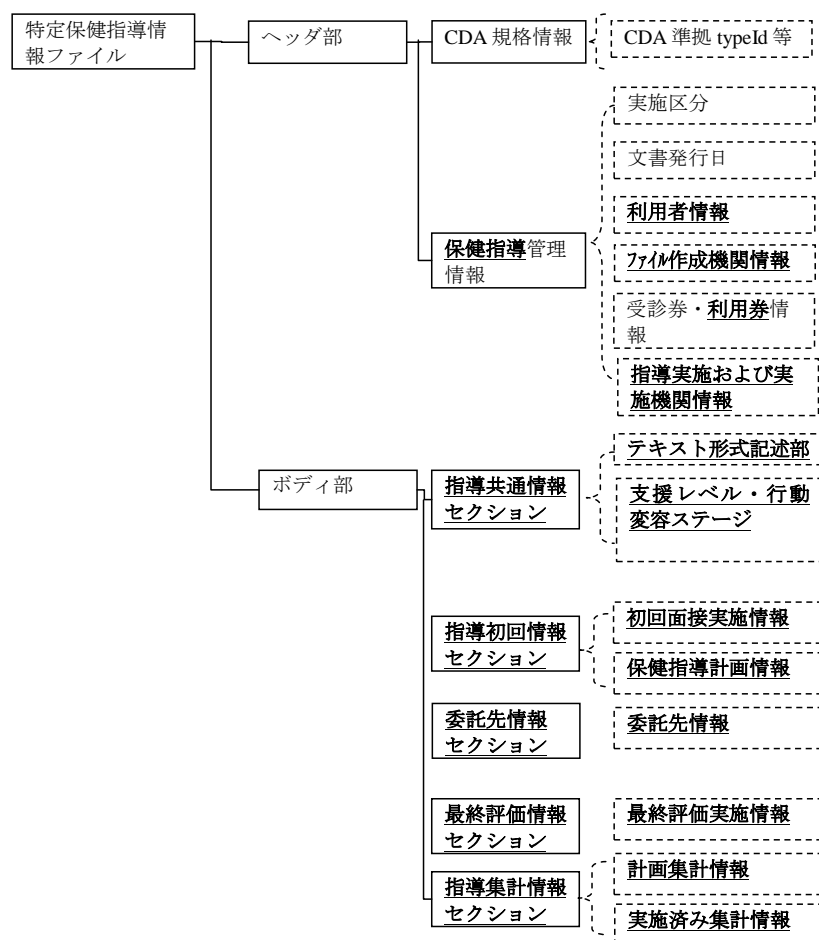 特定保健指導情
報ファイル
ヘッダ部
CDA 規格情報
CDA 準拠 typeId 等
実施区分
文書発行日
利用者情報
保健指導管理
情報
ﾌｧｲﾙ作成機関情報
受診券・利用券情
報
指導実施および実
施機関情報
ボディ部
指導共通情報
セクション
テキスト形式記述部
支援レベル・行動
変容ステージ
指導初回情報
セクション
初回面接実施情報
保健指導計画情報
委託先情報
セクション
委託先情報
最終評価情報
セクション
最終評価実施情報
指導集計情報
セクション
計画集計情報
実施済み集計情報